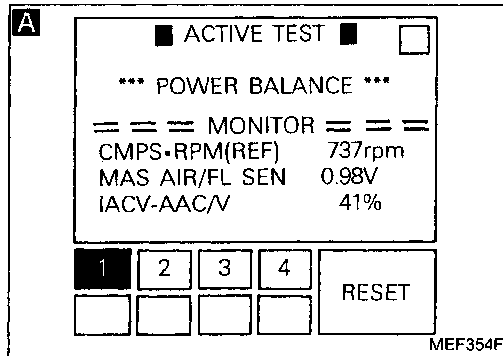 A
■ ACTIVE TEST ■
*** POWER BALANCE ***
= = = MONITOR = = =
CMPS•RPM(REF) 737rpm
MAS AIR/FL SEN 0.98V
IACV-AAC/V 41%
1 2 3 4
RESET
MEF354F